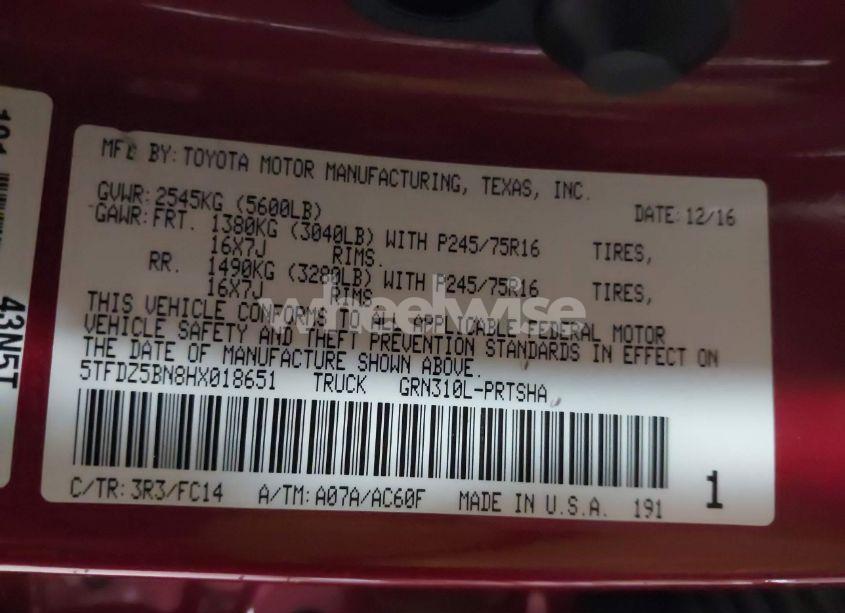 MFD BY: TOYOTA MOTOR MANUFACTURING, TEXAS, INC.
GVWR: 2545KG (5600LB) DATE: 12/16
GAWR: FRT. 1380KG (3040LB) WITH P245/75R16 TIRES,
16X7J RIMS.
RR. 1490KG (3280LB) WITH P245/75R16 TIRES,
16X7J RIMS.
THIS VEHICLE CONFORMS TO ALL APPLICABLE FEDERAL MOTOR
VEHICLE SAFETY AND THEFT PREVENTION STANDARDS IN EFFECT ON
THE DATE OF MANUFACTURE SHOWN ABOVE.
5TFDZ5BN8HX018651 TRUCK GRN310L-PRTSHA
C/TR: 3R3/FC14 A/TM: A07A/AC60F MADE IN U.S.A. 191
1
43N5T
wheelwise